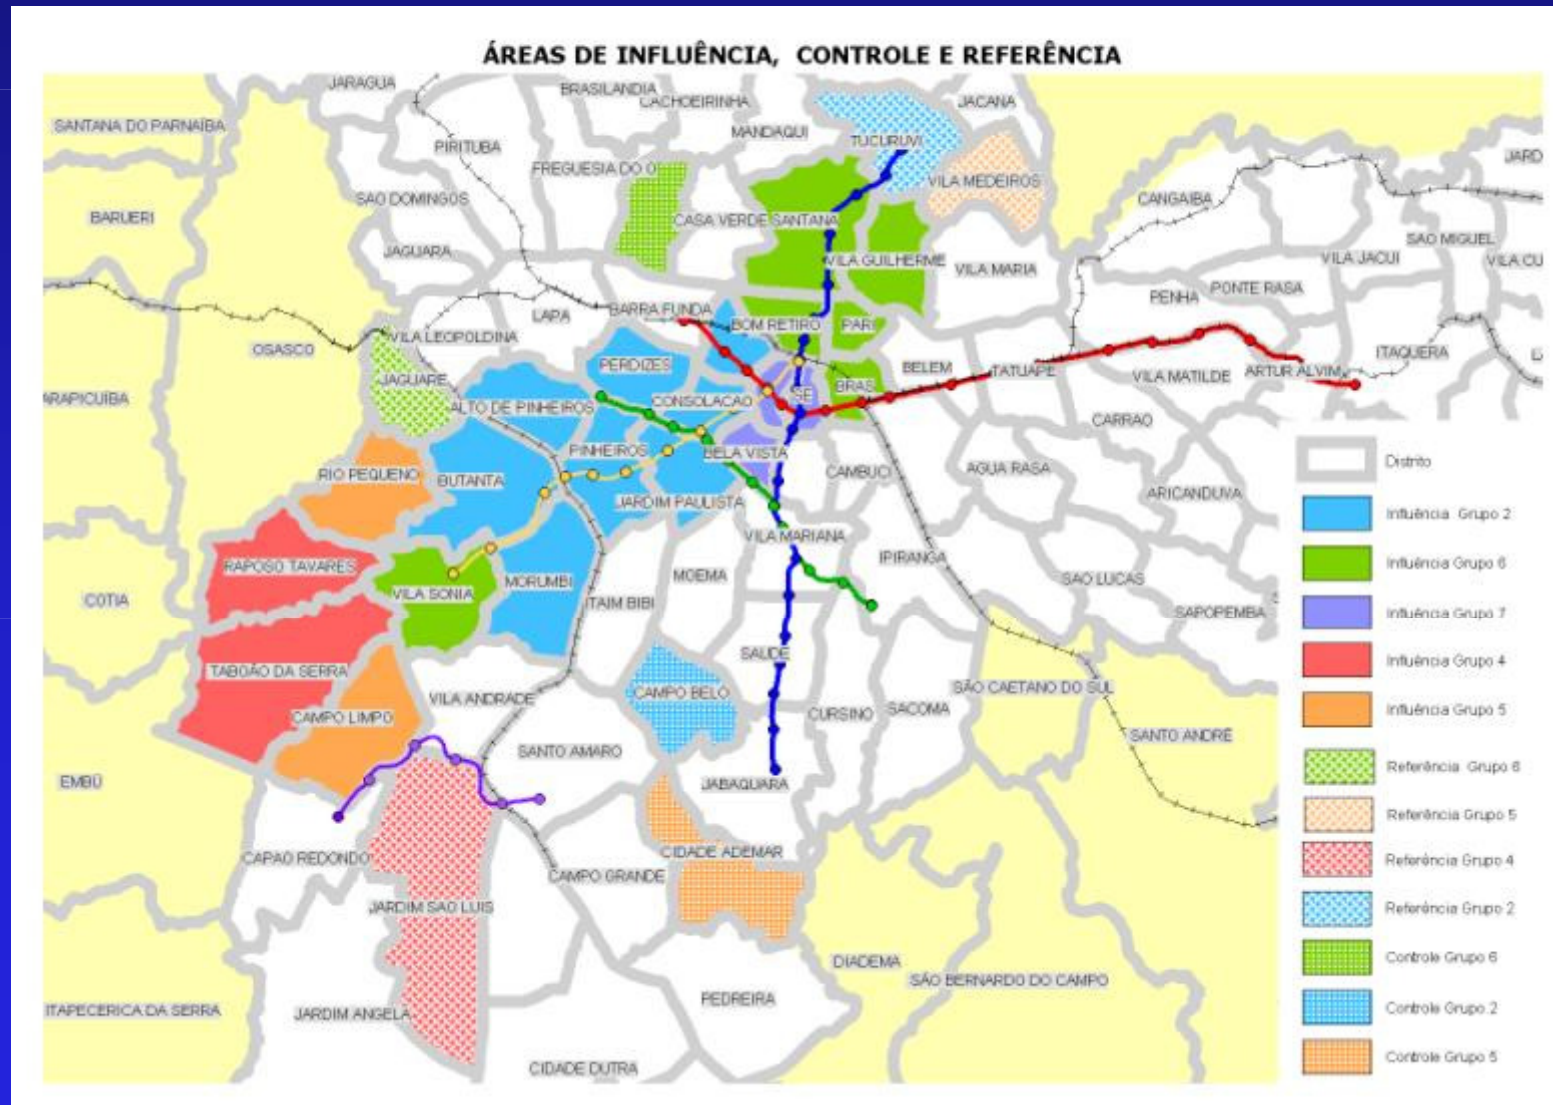 ÁREAS DE INFLUÊNCIA, CONTROLE E REFERÊNCIA
JARAGUA
BRASILANDIA
CACHOEIRINHA
JACANA
SANTANA DO PARNAÍBA
MANDAQUI
TUCURUVI
PIRITUBA
JARD
FREGUESIA DO O
VILA MEDEIROS
SAO DOMINGOS
CANGAIBA
BARUERI
CASA VERDE
SANTANA
JAGUARA
SAO MIGUEL
VILA JACUI
VILA CU
VILA GUILHERME
VILA MARIA
PONTE RASA
PENHA
LAPA
BARRA FUNDA
BOM RETIRO
PARI
VILA LEOPOLDINA
OSASCO
ITAQUERA
PERDIZES
BELEM
TATUAPE
VILA MATILDE
ARTUR ALVIM
JAGUARE
BRAS
SE
ARAPICUÍBA
ALTO DE PINHEIROS
CONSOLACAO
CARRAO
PINHEIROS
BELA VISTA
RIO PEQUENO
BUTANTA
CAMBUCI
AGUA RASA
ARICANDUVA
JARDIM PAULISTA
VILA MARIANA
IPIRANGA
RAPOSO TAVARES
MOEMA
SAO LUCAS
MORUMBI
VILA SONIA
COTIA
ITAIM BIBI
SAPOPEMBA
SAUDE
TABOÃO DA SERRA
SÃO CAETANO DO SUL
CAMPO BELO
VILA ANDRADE
CAMPO LIMPO
CURSINO
SACOMA
SANTO ANDRÉ
SANTO AMARO
EMBÚ
JABAQUARA
CAPAO REDONDO
CIDADE ADEMAR
CAMPO GRANDE
JARDIM SAO LUIS
DIADEMA
SÃO BERNARDO DO CAMPO
PEDREIRA
ITAPECERICA DA SERRA
JARDIM ANGELA
CIDADE DUTRA
Distrito
Influência Grupo 2
Influência Grupo 6
Influência Grupo 7
Influência Grupo 4
Influência Grupo 5
Referência Grupo 6
Referência Grupo 5
Referência Grupo 4
Referência Grupo 2
Controle Grupo 6
Controle Grupo 2
Controle Grupo 5